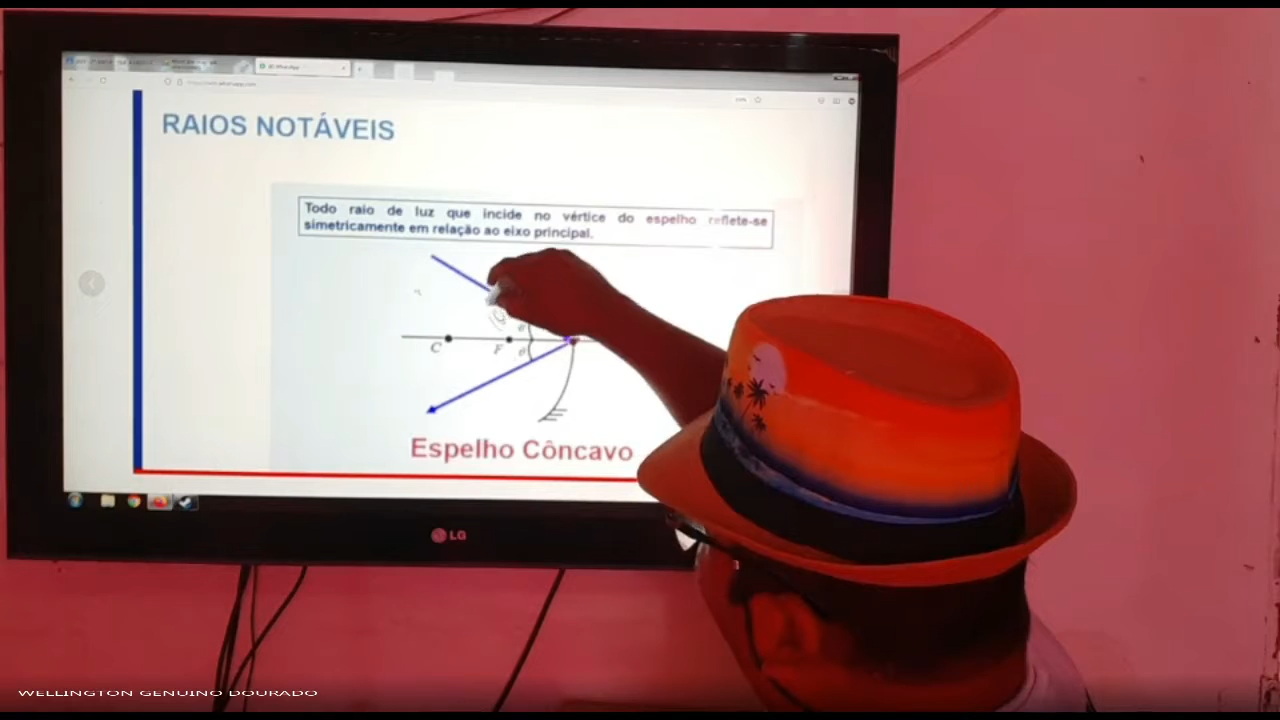 RAIOS NOTÁVEIS
Todo raio de luz que incide no vértice do espelho reflete-se
simetricamente em relação ao eixo principal.
θ
C F θ
Espelho Côncavo
LG
WELLINGTON GENUINO DOURADO